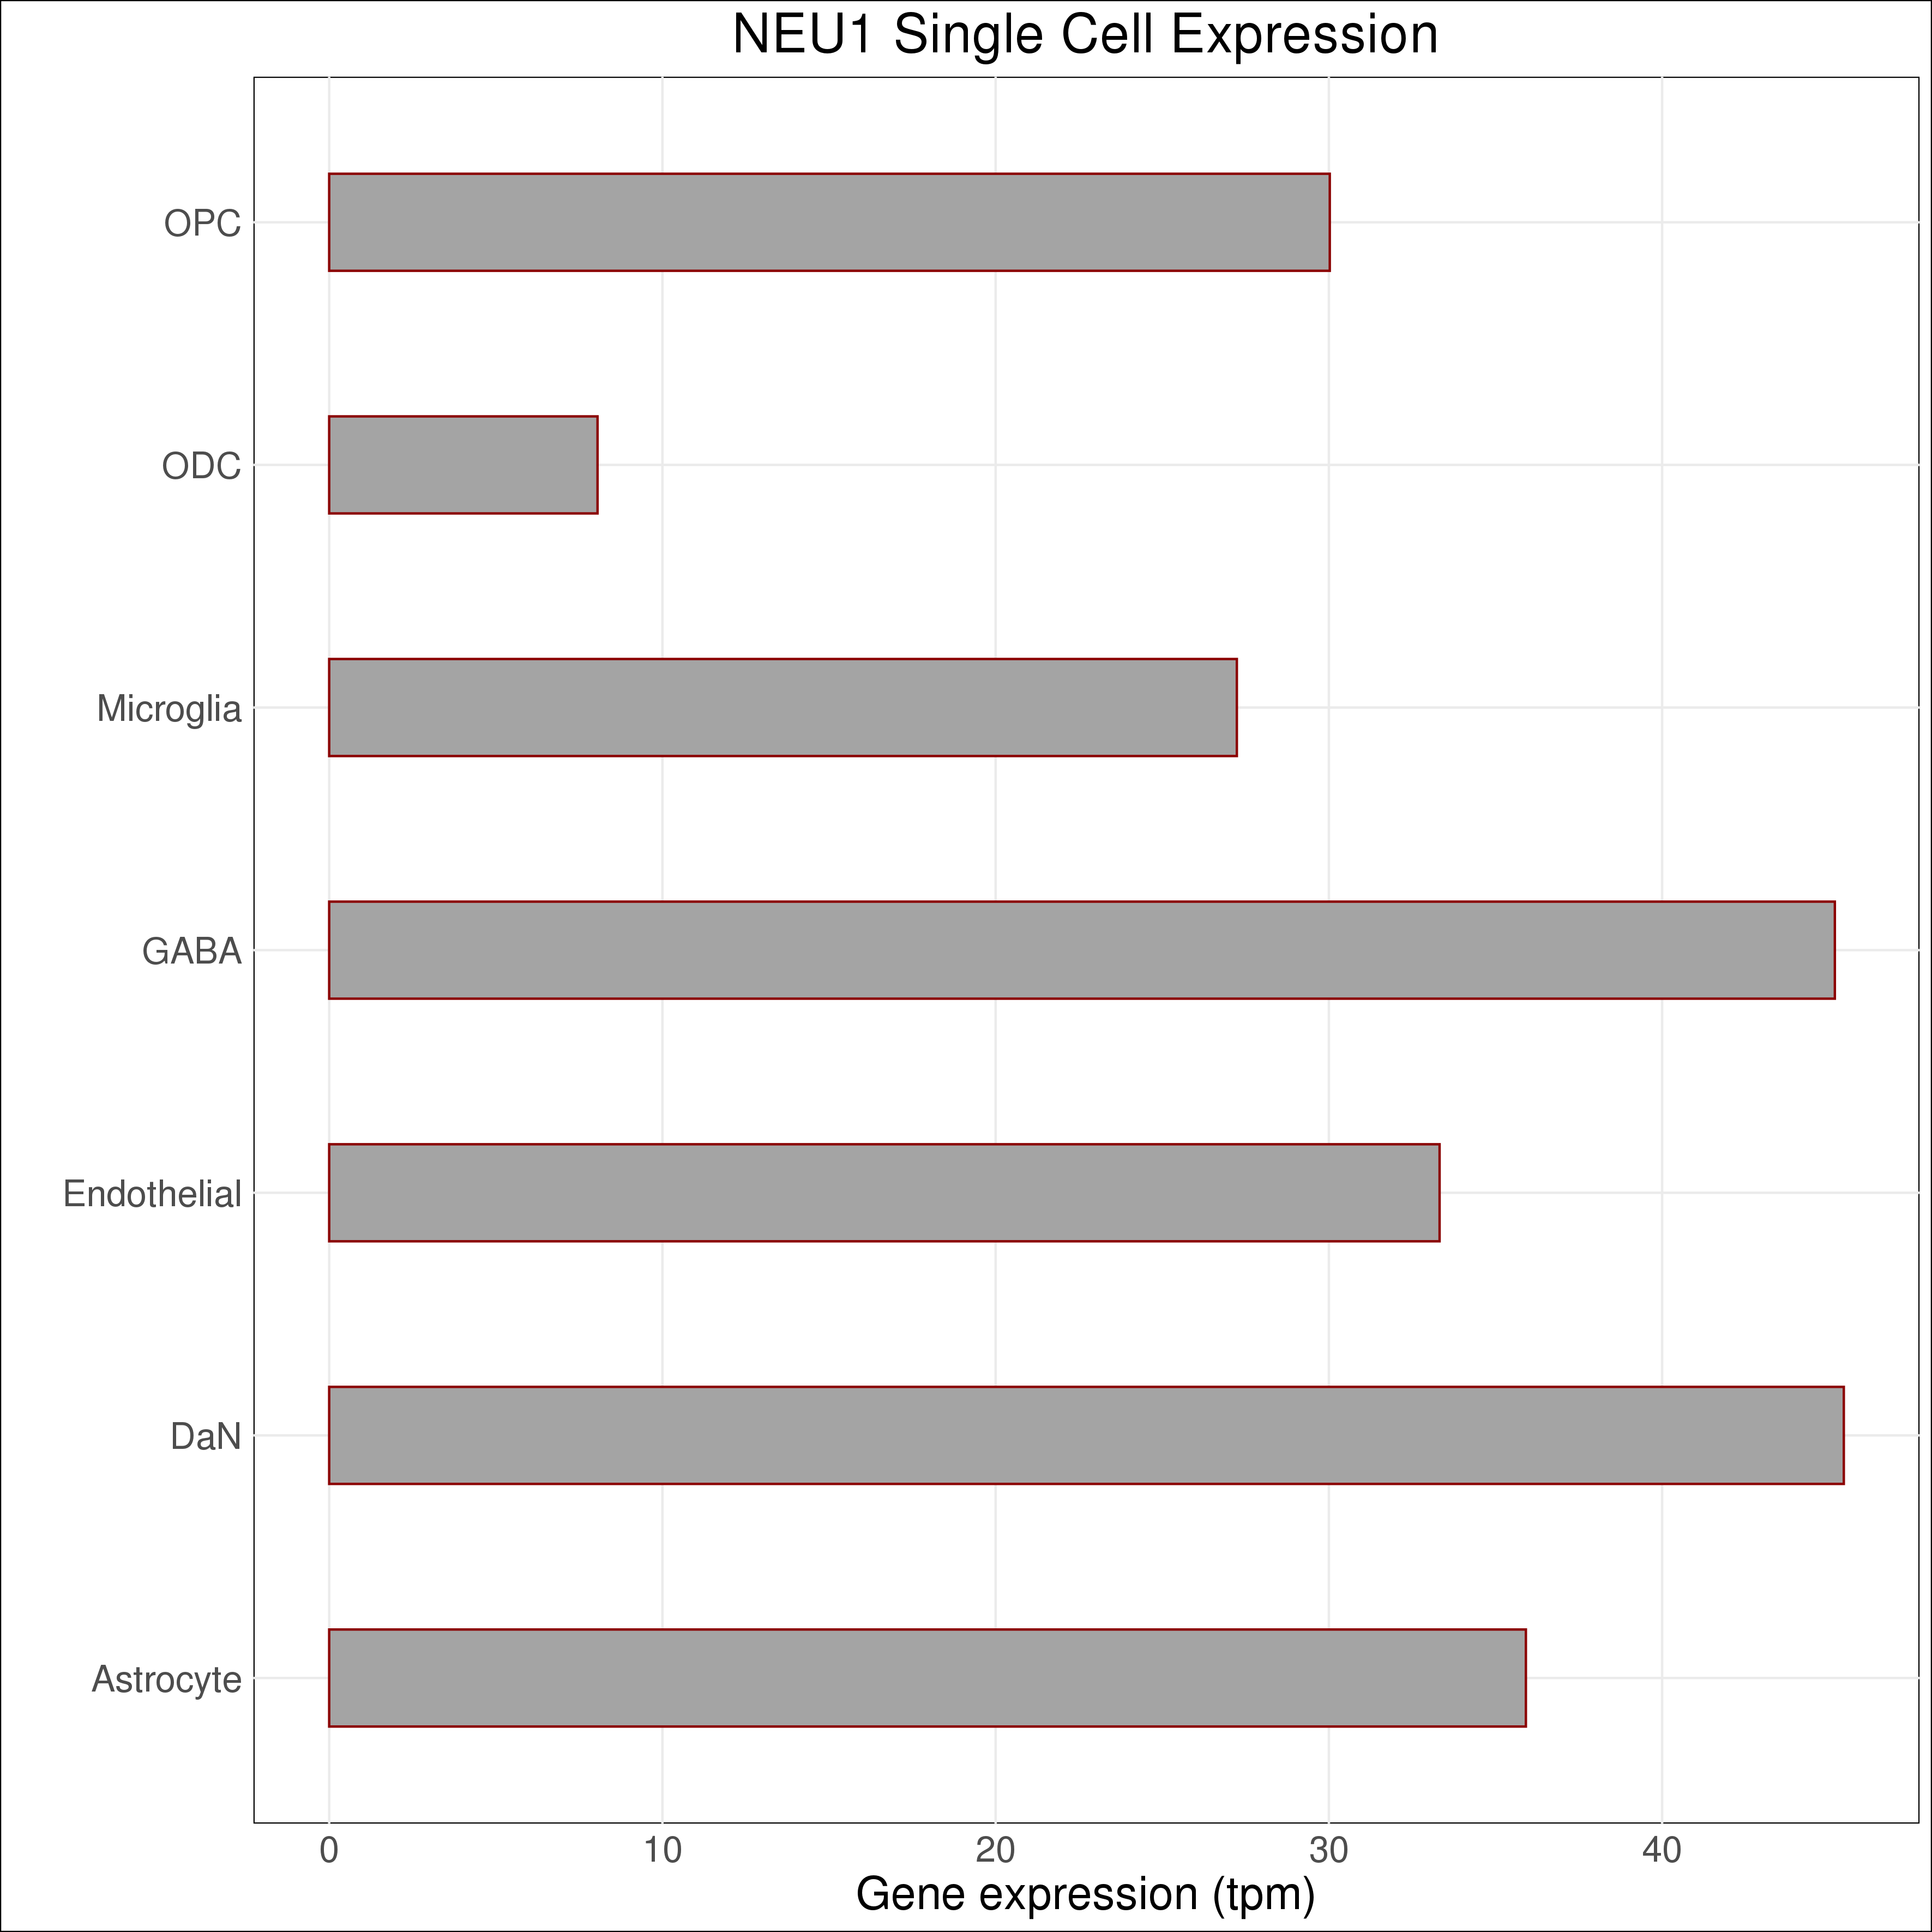 NEU1 Single Cell Expression
OPC
ODC
Microglia
GABA
Endothelial
DaN
Astrocyte
0 10 20 30 40
Gene expression (tpm)